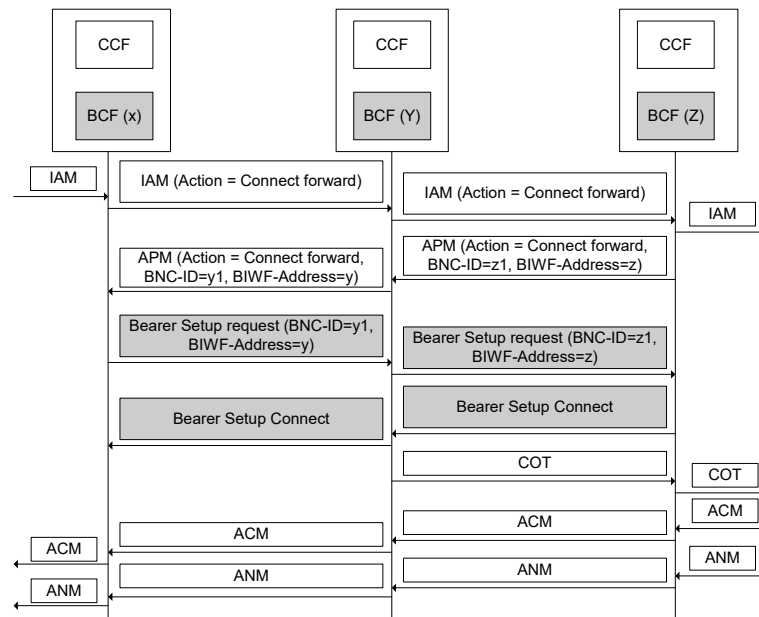 CCF
CCF
CCF
BCF (x)
BCF (Y)
BCF (Z)
IAM
IAM (Action = Connect forward)
IAM (Action = Connect forward)
IAM
APM (Action = Connect forward,
BNC-ID=z1, BIWF-Address=z)
APM (Action = Connect forward,
BNC-ID=y1, BIWF-Address=y)
Bearer Setup request (BNC-ID=y1,
BIWF-Address=y)
Bearer Setup request (BNC-ID=z1,
BIWF-Address=z)
Bearer Setup Connect
Bearer Setup Connect
COT
COT
ACM
ACM
ACM
ACM
ANM
ANM
ANM
ANM